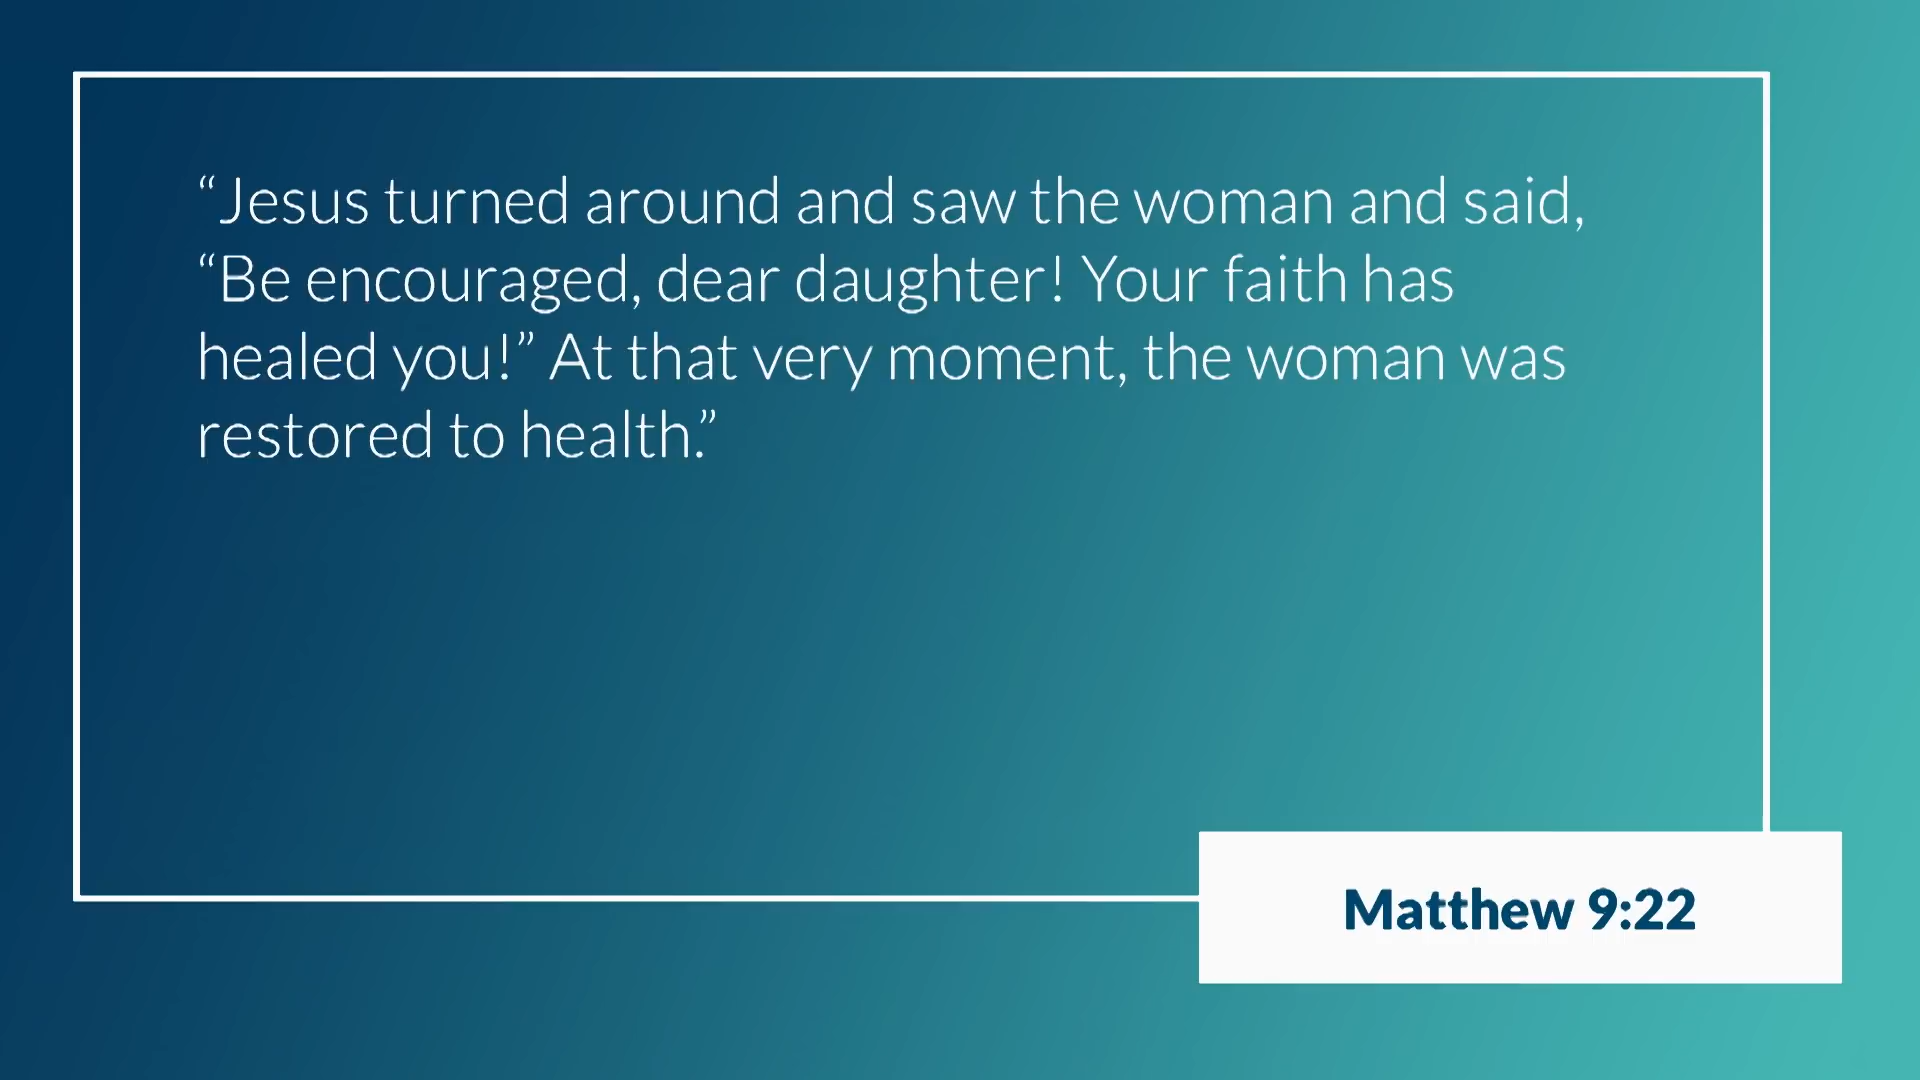 “Jesus turned around and saw the woman and said,
“Be encouraged, dear daughter! Your faith has
healed you!” At that very moment, the woman was
restored to health.”
Matthew 9:22